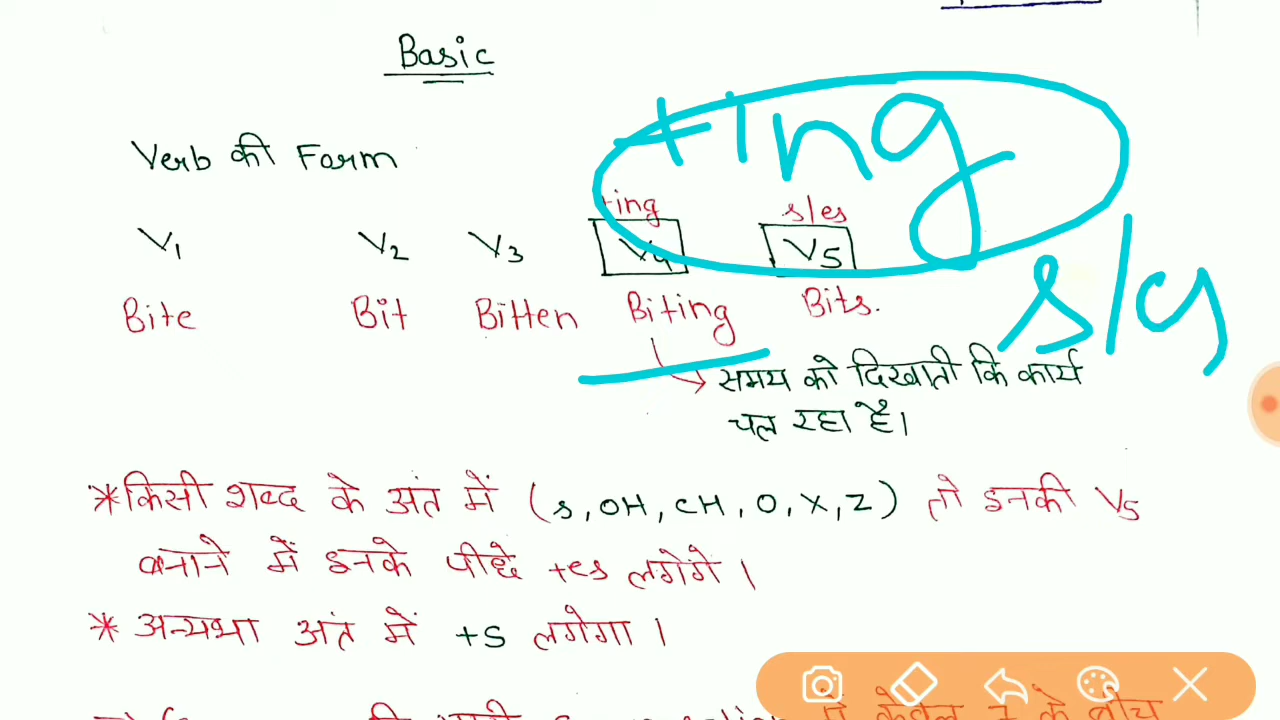 Basic
Verb की Form
+ing
ing s/es
V1 V2 V3 V4 V5
s/es
Bite Bit Bitten Biting Bits.
समय को दिखाती कि कार्य
चल रहा है।
*किसी शब्द के अंत में (s, OH, CH, O, X, Z) तो इनकी V5
बनाने में इनके पीछे +es लगेगे।
* अन्यथा अंत में +S लगेगा।
में केवल I के बीच